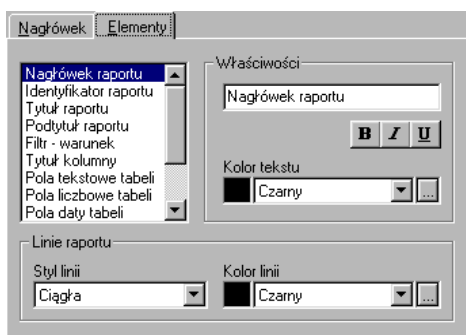 Nagłówek Elementy
Nagłówek raportu
Identyfikator raportu
Tytuł raportu
Podtytuł raportu
Filtr - warunek
Tytuł kolumny
Pola tekstowe tabeli
Pola liczbowe tabeli
Pola daty tabeli
Właściwości
Nagłówek raportu
B I U
Kolor tekstu
Czarny ...
Linie raportu
Styl linii
Ciągła
Kolor linii
Czarny ...